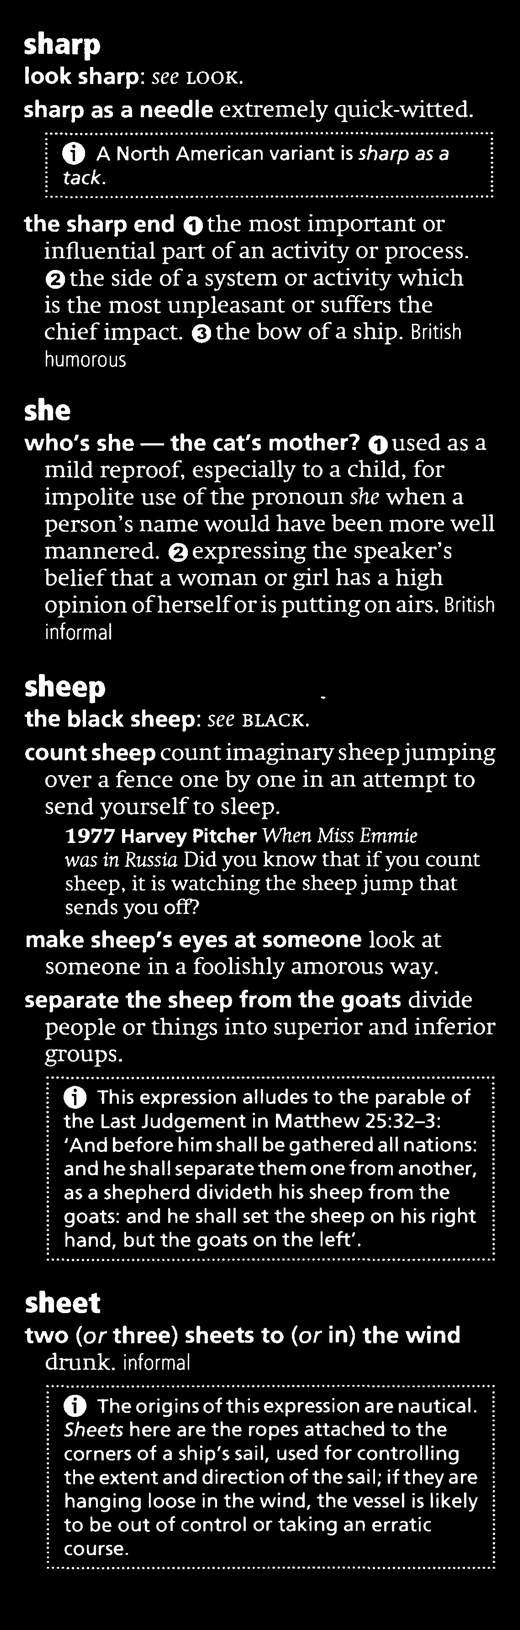 sharp
look sharp: see LOOK.
sharp as a needle extremely quick-witted.
ⓘ A North American variant is sharp as a
tack.
the sharp end ❶ the most important or
influential part of an activity or process.
❷ the side of a system or activity which
is the most unpleasant or suffers the
chief impact. ❸ the bow of a ship. British
humorous
she
who's she — the cat's mother? ❶ used as a
mild reproof, especially to a child, for
impolite use of the pronoun she when a
person's name would have been more well
mannered. ❷ expressing the speaker's
belief that a woman or girl has a high
opinion of herself or is putting on airs. British
informal
sheep
the black sheep: see BLACK.
count sheep count imaginary sheep jumping
over a fence one by one in an attempt to
send yourself to sleep.
1977 Harvey Pitcher When Miss Emmie
was in Russia Did you know that if you count
sheep, it is watching the sheep jump that
sends you off?
make sheep's eyes at someone look at
someone in a foolishly amorous way.
separate the sheep from the goats divide
people or things into superior and inferior
groups.
ⓘ This expression alludes to the parable of
the Last Judgement in Matthew 25:32–3:
'And before him shall be gathered all nations:
and he shall separate them one from another,
as a shepherd divideth his sheep from the
goats: and he shall set the sheep on his right
hand, but the goats on the left'.
sheet
two (or three) sheets to (or in) the wind
drunk. informal
ⓘ The origins of this expression are nautical.
Sheets here are the ropes attached to the
corners of a ship's sail, used for controlling
the extent and direction of the sail; if they are
hanging loose in the wind, the vessel is likely
to be out of control or taking an erratic
course.